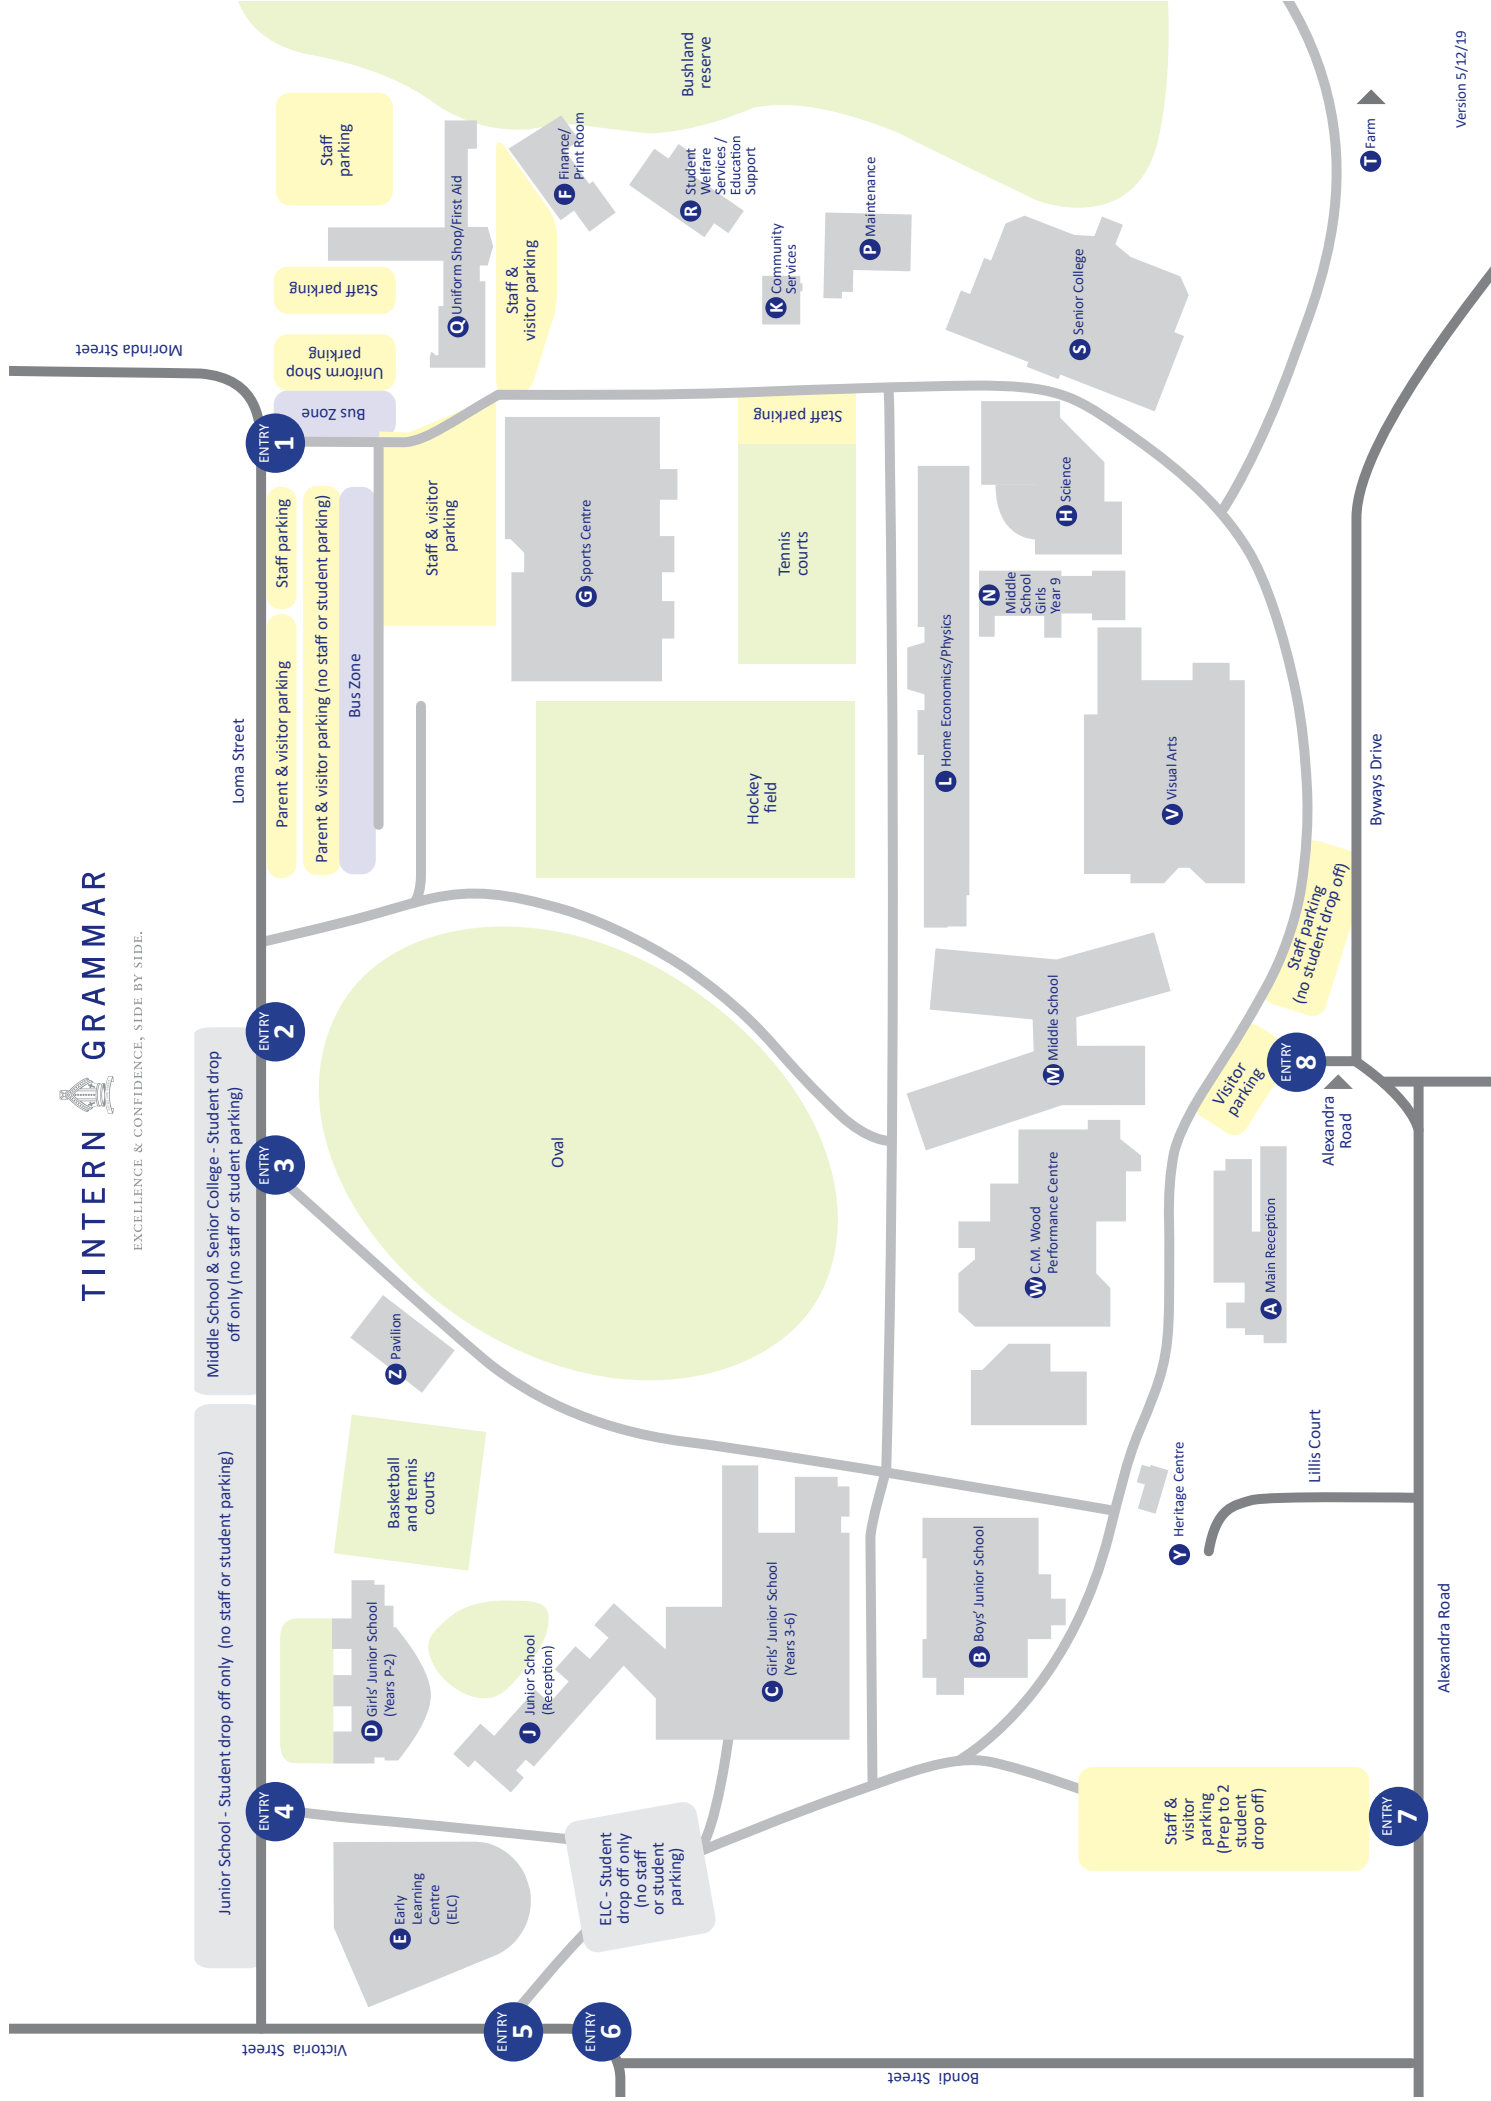 TINTERN GRAMMAR
EXCELLENCE & CONFIDENCE, SIDE BY SIDE.
Junior School - Student drop off only (no staff or student parking)
Middle School & Senior College - Student drop
off only (no staff or student parking)
Loma Street
Morinda Street
Victoria Street
ENTRY
4
ENTRY
3
ENTRY
2
ENTRY
1
Parent & visitor parking
Staff parking
Parent & visitor parking (no staff or student parking)
Bus Zone
Bus Zone
Uniform Shop
parking
Staff parking
Staff
parking
E Early
Learning
Centre
(ELC)
D Girls' Junior School
(Years P-2)
Basketball
and tennis
courts
Z Pavilion
Staff & visitor
parking
Q Uniform Shop/First Aid
Staff &
visitor parking
ENTRY
5
ENTRY
6
J Junior School
(Reception)
Oval
G Sports Centre
F Finance/
Print Room
ELC - Student
drop off only
(no staff
or student
parking)
Bushland
reserve
R Student
Welfare
Services /
Education
Support
C Girls' Junior School
(Years 3-6)
Hockey
field
Tennis
courts
Staff parking
K Community
Services
P Maintenance
Bondi Street
B Boys' Junior School
L Home Economics/Physics
N
Middle
School
Girls
Year 9
H Science
S Senior College
W C.M. Wood
Performance Centre
M Middle School
V Visual Arts
Y Heritage Centre
Staff &
visitor
parking
(Prep to 2
student
drop off)
A Main Reception
Visitor
parking
Staff parking
(no student drop off)
Lillis Court
ENTRY
8
Alexandra
Road
Byways Drive
T Farm
ENTRY
7
Alexandra Road
Version 5/12/19